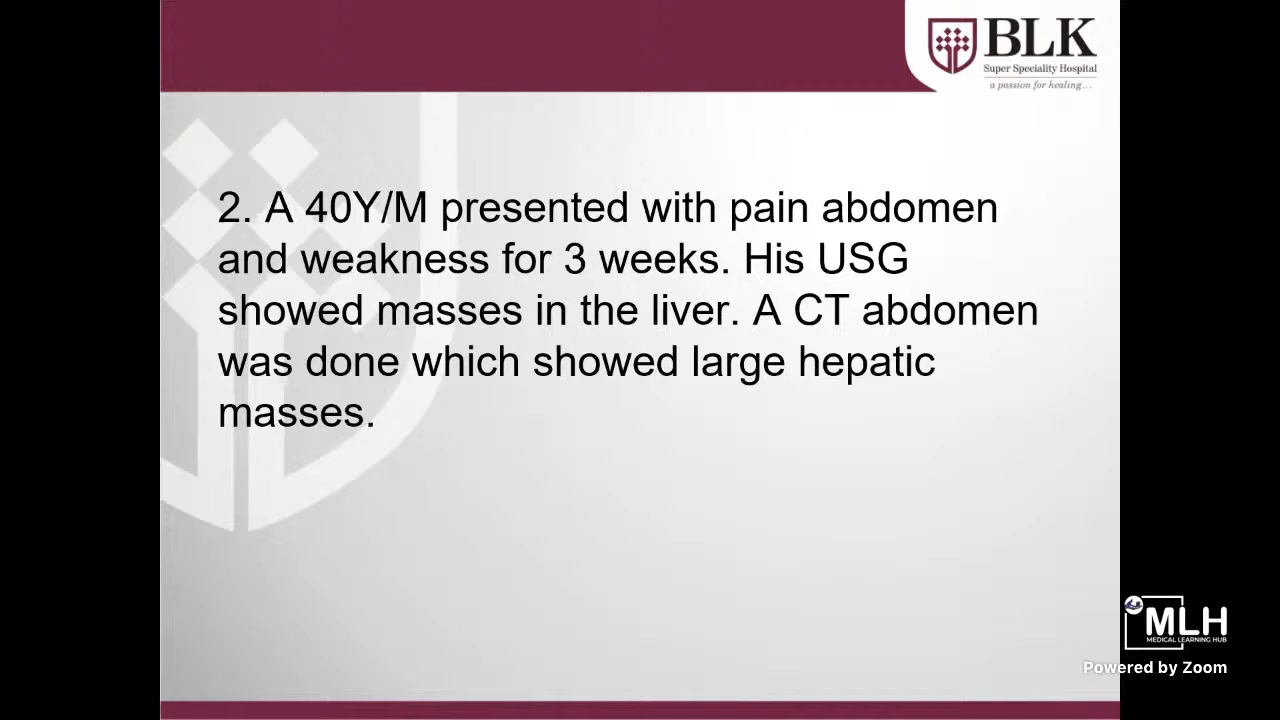 BLK
Super Speciality Hospital
a passion for healing...
2. A 40Y/M presented with pain abdomen
and weakness for 3 weeks. His USG
showed masses in the liver. A CT abdomen
was done which showed large hepatic
masses.
MLH
MEDICAL LEARNING HUB
Powered by Zoom